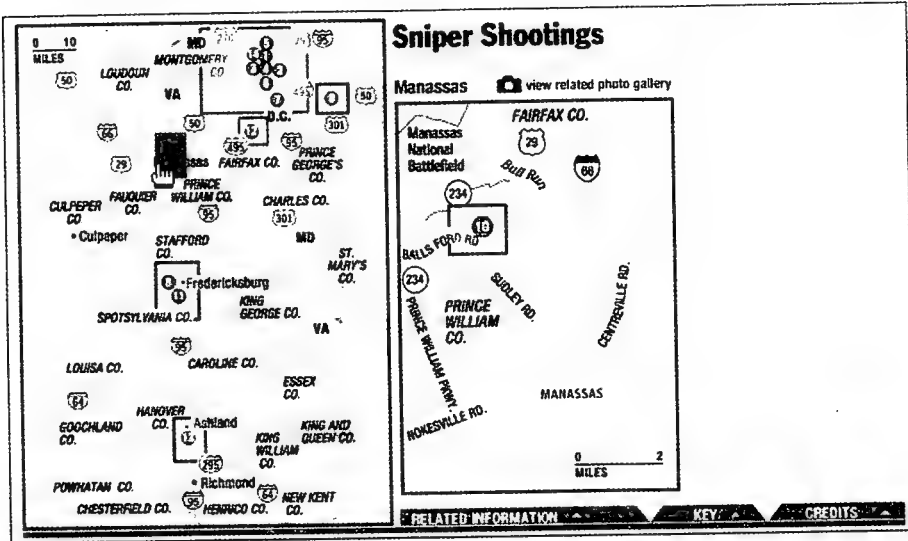 Sniper Shootings
0 10
MILES
MD
270
95
MONTGOMERY
CO
LOUDOUN
CO.
50
VA
495
50
D.C.
301
50
66
495
95
29
FAIRFAX CO.
PRINCE
GEORGE'S
CO.
FAUQUIER
CO.
PRINCE
WILLIAM CO.
95
CHARLES CO.
301
CULPEPER
CO
Culpeper
STAFFORD
CO.
MD
ST.
MARY'S
CO.
Fredericksburg
KING
GEORGE CO.
SPOTSYLVANIA CO.
VA
95
CAROLINE CO.
LOUISA CO.
ESSEX
CO.
64
HANOVER
CO.
Ashland
GOOCHLAND
CO.
KING
WILLIAM
CO.
KING AND
QUEEN CO.
295
Richmond
POWHATAN CO.
95
64
CHESTERFIELD CO.
HENRICO CO.
NEW KENT
CO.
Manassas
view related photo gallery
FAIRFAX CO.
Manassas
National
Battlefield
29
66
Bull Run
234
BALLS FORD RD
234
SUDLEY RD.
CENTREVILLE RD.
PRINCE
WILLIAM
CO.
PRINCE WILLIAM PKWY.
MANASSAS
NOKESVILLE RD.
0 2
MILES
RELATED INFORMATION
KEY
CREDITS